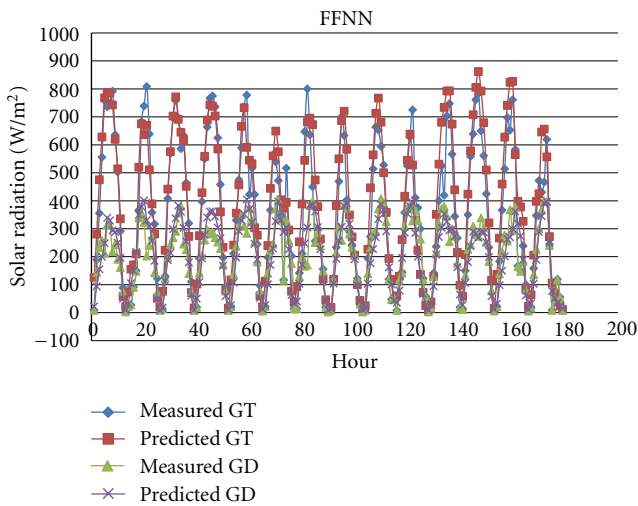 FFNN
1000
900
800
700
600
500
400
300
200
100
0
−100
0 20 40 60 80 100 120 140 160 180 200
Solar radiation (W/m²)
Hour
Measured GT
Predicted GT
Measured GD
Predicted GD